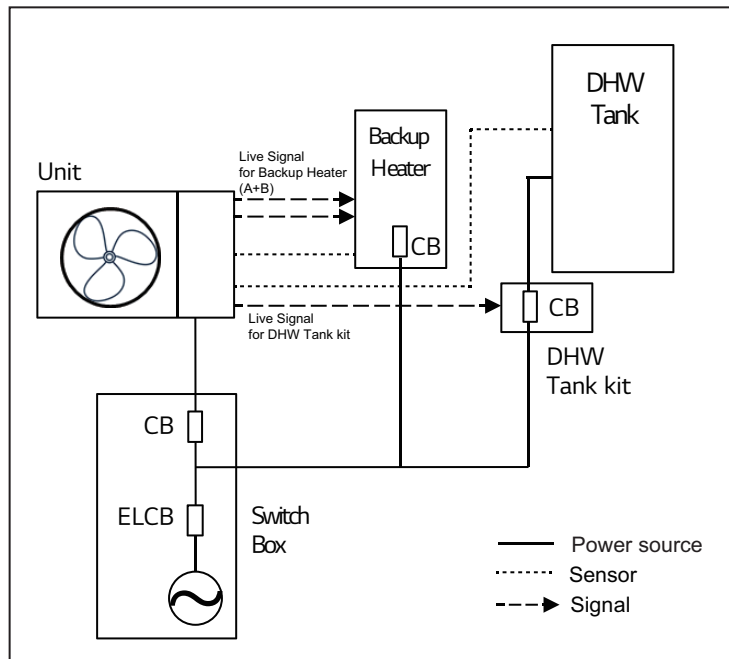 DHW
Tank
Backup
Heater
Live Signal
for Backup Heater
(A+B)
Unit
CB
CB
Live Signal
for DHW Tank kit
DHW
Tank kit
CB
ELCB
Switch
Box
Power source
Sensor
Signal